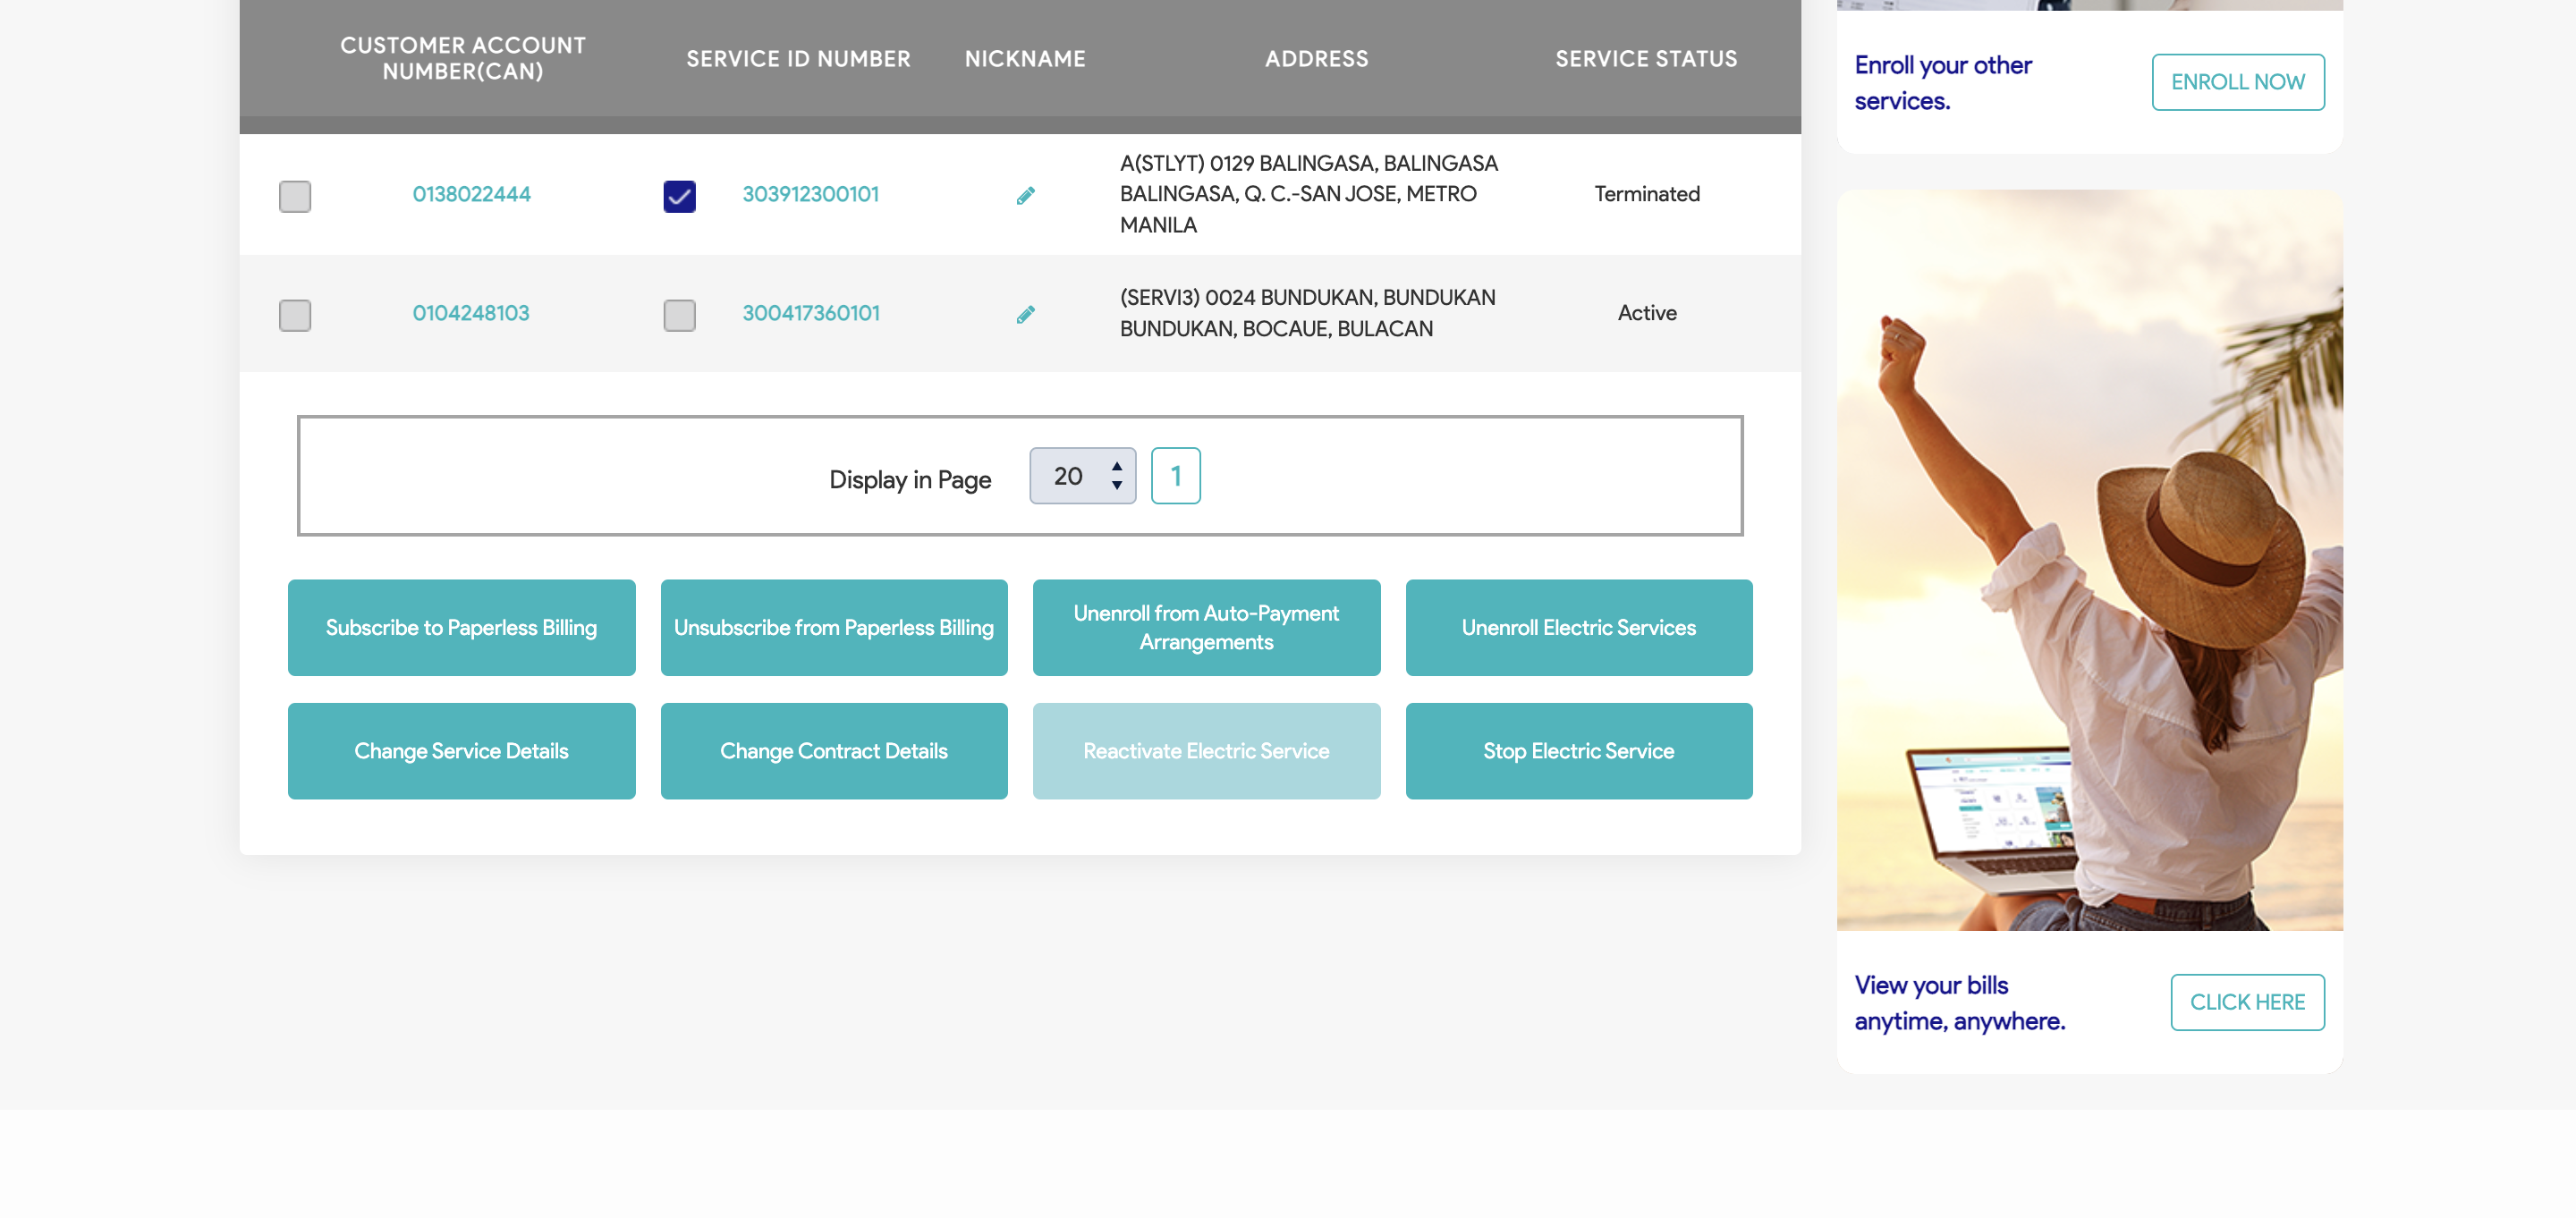 CUSTOMER ACCOUNT
NUMBER(CAN)
SERVICE ID NUMBER
NICKNAME
ADDRESS
SERVICE STATUS
0138022444
303912300101
A(STLYT) 0129 BALINGASA, BALINGASA
BALINGASA, Q. C.-SAN JOSE, METRO
MANILA
Terminated
0104248103
300417360101
(SERVI3) 0024 BUNDUKAN, BUNDUKAN
BUNDUKAN, BOCAUE, BULACAN
Active
Display in Page
20
1
Subscribe to Paperless Billing
Unsubscribe from Paperless Billing
Unenroll from Auto-Payment
Arrangements
Unenroll Electric Services
Change Service Details
Change Contract Details
Reactivate Electric Service
Stop Electric Service
Enroll your other
services.
ENROLL NOW
View your bills
anytime, anywhere.
CLICK HERE